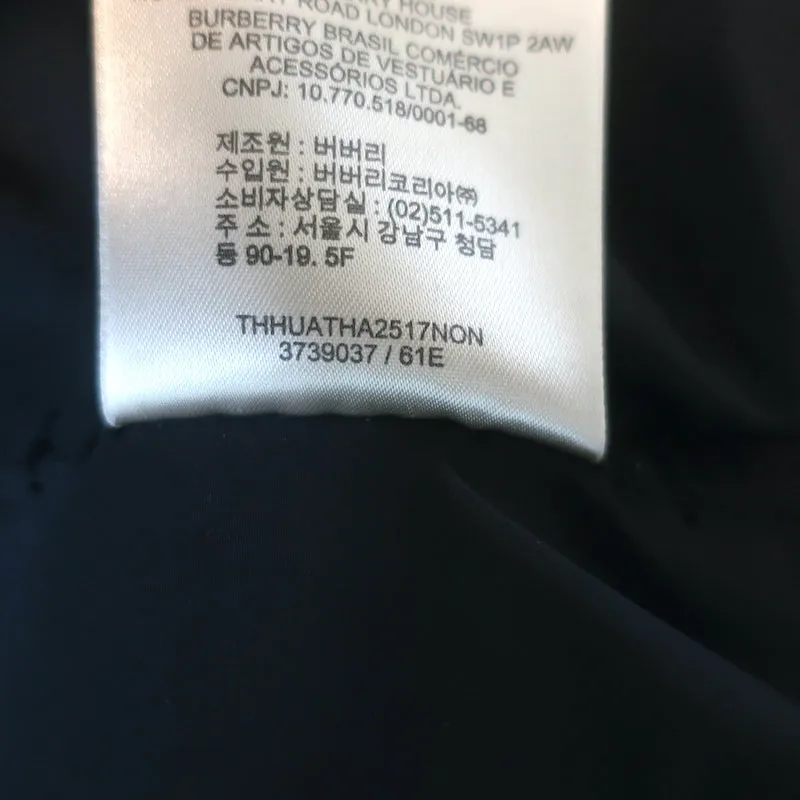 HOUSE
ROAD LONDON SW1P 2AW
BURBERRY BRASIL COMÉRCIO
DE ARTIGOS DE VESTUÁRIO E
ACESSÓRIOS LTDA.
CNPJ: 10.770.518/0001-68
제조원 : 버버리
수입원 : 버버리코리아㈜
소비자상담실 : (02)511-5341
주 소 : 서울시 강남구 청담
동 90-19. 5F
THHUATHA2517NON
3739037 / 61E